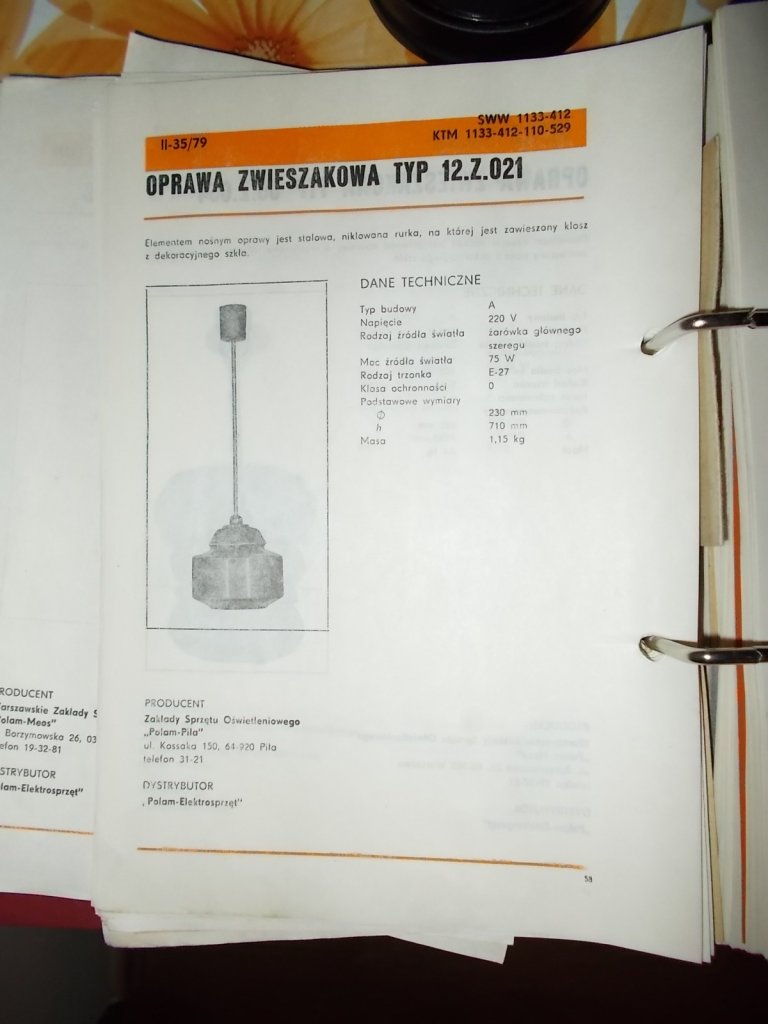 II-35/79
SWW 1133-412
KTM 1133-412-110-529
OPRAWA ZWIESZAKOWA TYP 12.Z.021
Elementem nośnym oprawy jest stalowa, niklowana rurka, na której jest zawieszony klosz
z dekoracyjnego szkła.
DANE TECHNICZNE
Typ budowy A
Napięcie 220 V
Rodzaj źródła światła żarówka głównego
szeregu
Moc źródła światła 75 W
Rodzaj trzonka E-27
Klasa ochronności 0
Podstawowe wymiary
Ø 230 mm
h 710 mm
Masa 1,15 kg
PRODUCENT
Zakłady Sprzętu Oświetleniowego
„Polam-Piła"
ul. Kossaka 150, 64-920 Piła
telefon 31-21
DYSTRYBUTOR
„Polam-Elektrosprzęt"
58
RODUCENT
arszawskie Zakłady S
olam-Meos"
Borzymowska 26, 03
efon 19-32-81
STRYBUTOR
lam-Elektrosprzęt"